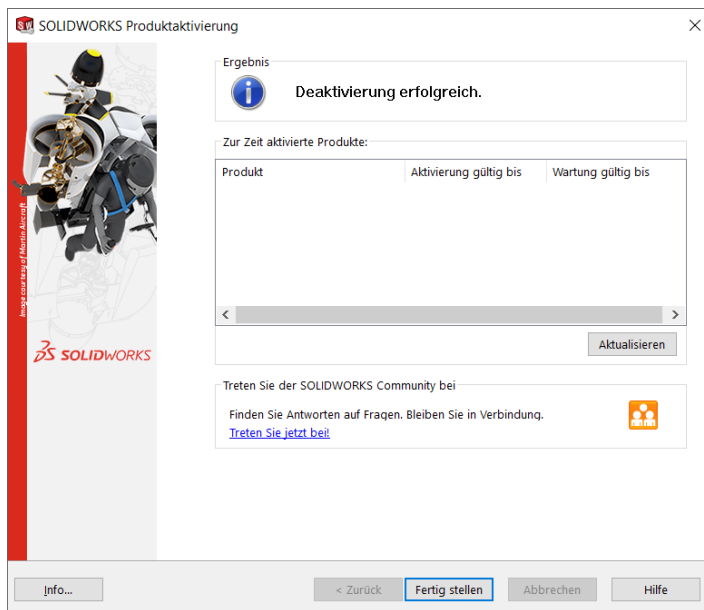 SOLIDWORKS Produktaktivierung
Image courtesy of Martin Aircraft
SOLIDWORKS
Ergebnis
Deaktivierung erfolgreich.
Zur Zeit aktivierte Produkte:
Produkt Aktivierung gültig bis Wartung gültig bis
Aktualisieren
Treten Sie der SOLIDWORKS Community bei
Finden Sie Antworten auf Fragen. Bleiben Sie in Verbindung.
Treten Sie jetzt bei!
Info... < Zurück Fertig stellen Abbrechen Hilfe